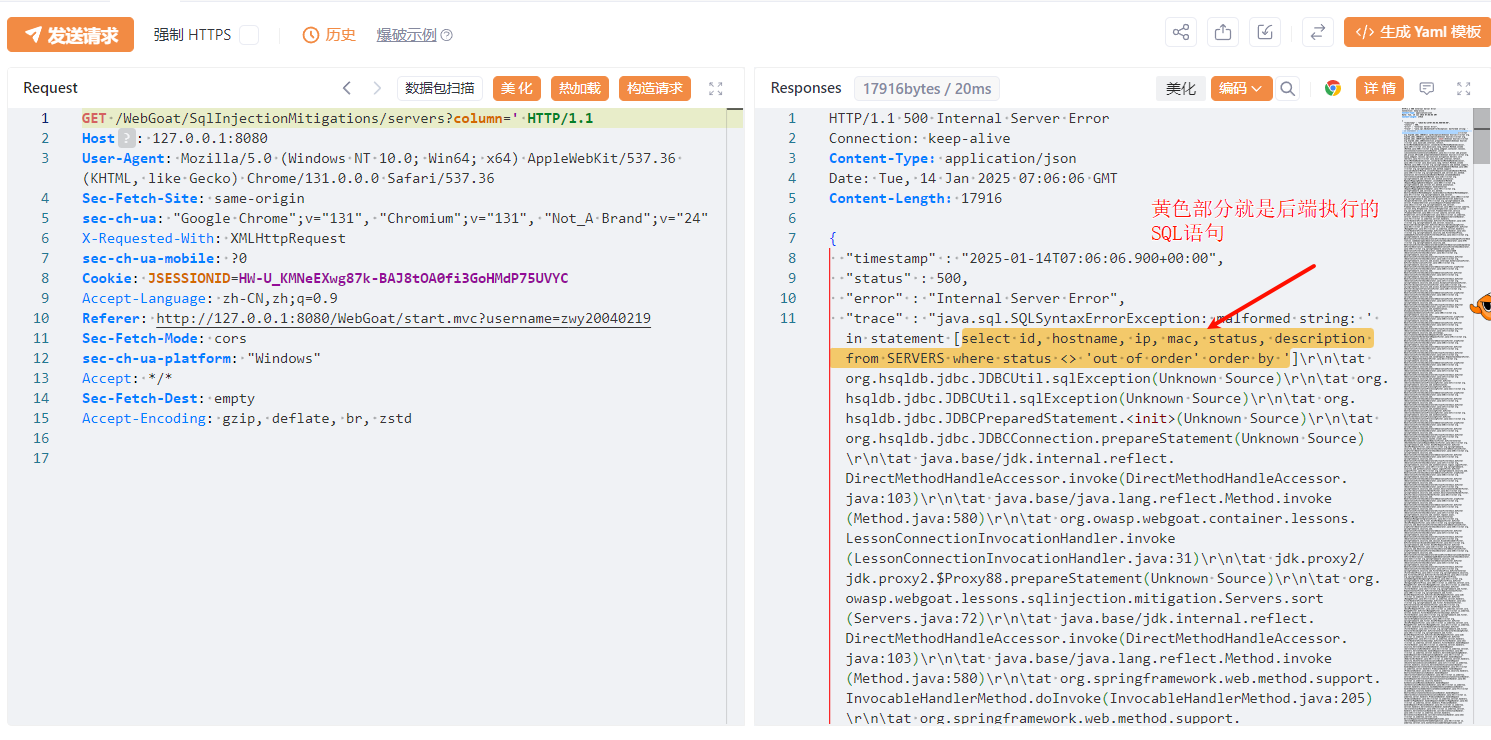 发送请求 强制 HTTPS 历史 爆破示例 生成 Yaml 模板
Request 数据包扫描 美化 热加载 构造请求
1 GET /WebGoat/SqlInjectionMitigations/servers?column=' HTTP/1.1
2 Host ? : 127.0.0.1:8080
3 User-Agent: Mozilla/5.0 (Windows NT 10.0; Win64; x64) AppleWebKit/537.36
(KHTML, like Gecko) Chrome/131.0.0.0 Safari/537.36
4 Sec-Fetch-Site: same-origin
5 sec-ch-ua: "Google Chrome";v="131", "Chromium";v="131", "Not_A Brand";v="24"
6 X-Requested-With: XMLHttpRequest
7 sec-ch-ua-mobile: ?0
8 Cookie: JSESSIONID=HW-U_KMNeEXwg87k-BAJ8tOA0fi3GoHMdP75UVYC
9 Accept-Language: zh-CN,zh;q=0.9
10 Referer: http://127.0.0.1:8080/WebGoat/start.mvc?username=zwy20040219
11 Sec-Fetch-Mode: cors
12 sec-ch-ua-platform: "Windows"
13 Accept: */*
14 Sec-Fetch-Dest: empty
15 Accept-Encoding: gzip, deflate, br, zstd
16
17
Responses 17916bytes / 20ms 美化 编码 详情
1 HTTP/1.1 500 Internal Server Error
2 Connection: keep-alive
3 Content-Type: application/json
4 Date: Tue, 14 Jan 2025 07:06:06 GMT
5 Content-Length: 17916
6
7 {
8 "timestamp" : "2025-01-14T07:06:06.900+00:00",
9 "status" : 500,
10 "error" : "Internal Server Error",
11 "trace" : "java.sql.SQLSyntaxErrorException: malformed string: '
in statement [select id, hostname, ip, mac, status, description
from SERVERS where status <> 'out of order' order by ']\r\n\tat
org.hsqldb.jdbc.JDBCUtil.sqlException(Unknown Source)\r\n\tat org.
hsqldb.jdbc.JDBCUtil.sqlException(Unknown Source)\r\n\tat org.
hsqldb.jdbc.JDBCPreparedStatement.<init>(Unknown Source)\r\n\tat
org.hsqldb.jdbc.JDBCConnection.prepareStatement(Unknown Source)
\r\n\tat java.base/jdk.internal.reflect.
DirectMethodHandleAccessor.invoke(DirectMethodHandleAccessor.
java:103)\r\n\tat java.base/java.lang.reflect.Method.invoke
(Method.java:580)\r\n\tat org.owasp.webgoat.container.lessons.
LessonConnectionInvocationHandler.invoke
(LessonConnectionInvocationHandler.java:31)\r\n\tat jdk.proxy2/
jdk.proxy2.$Proxy88.prepareStatement(Unknown Source)\r\n\tat org.
owasp.webgoat.lessons.sqlinjection.mitigation.Servers.sort
(Servers.java:72)\r\n\tat java.base/jdk.internal.reflect.
DirectMethodHandleAccessor.invoke(DirectMethodHandleAccessor.
java:103)\r\n\tat java.base/java.lang.reflect.Method.invoke
(Method.java:580)\r\n\tat org.springframework.web.method.support.
InvocableHandlerMethod.doInvoke(InvocableHandlerMethod.java:205)
\r\n\tat org.springframework.web.method.support.
黄色部分就是后端执行的
SQL语句